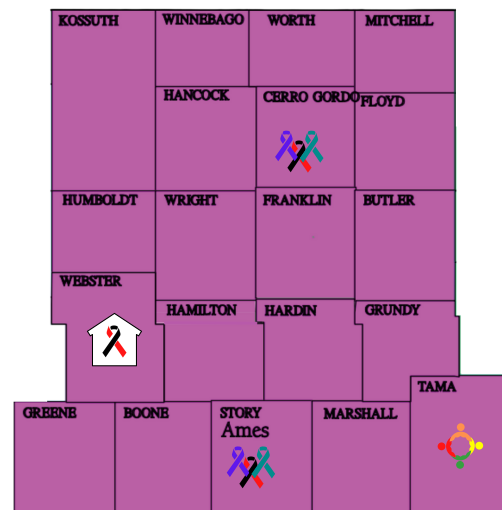 KOSSUTH
WINNEBAGO
WORTH
MITCHELL
HANCOCK
CERRO GORDO
FLOYD
HUMBOLDT
WRIGHT
FRANKLIN
BUTLER
WEBSTER
HAMILTON
HARDIN
GRUNDY
TAMA
GREENE
BOONE
STORY
MARSHALL
Ames